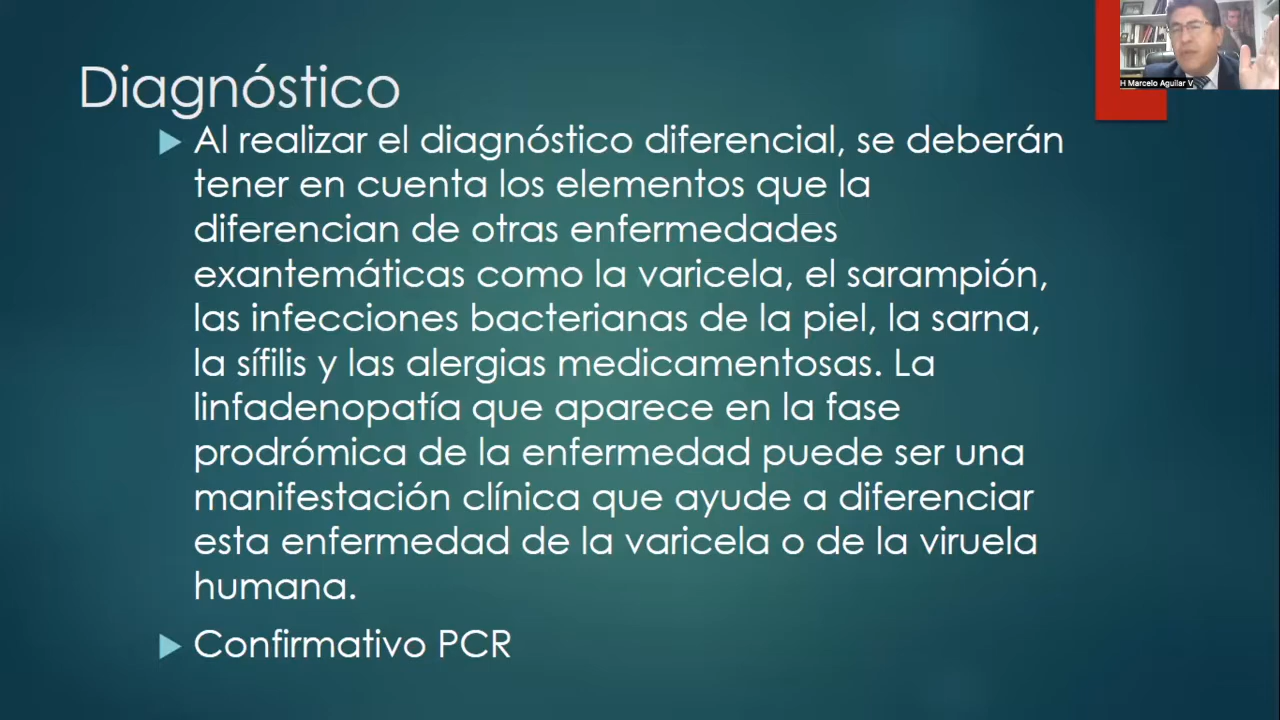 Diagnóstico
Al realizar el diagnóstico diferencial, se deberán
tener en cuenta los elementos que la
diferencian de otras enfermedades
exantemáticas como la varicela, el sarampión,
las infecciones bacterianas de la piel, la sarna,
la sífilis y las alergias medicamentosas. La
linfadenopatía que aparece en la fase
prodrómica de la enfermedad puede ser una
manifestación clínica que ayude a diferenciar
esta enfermedad de la varicela o de la viruela
humana.
Confirmativo PCR
H Marcelo Aguilar V.